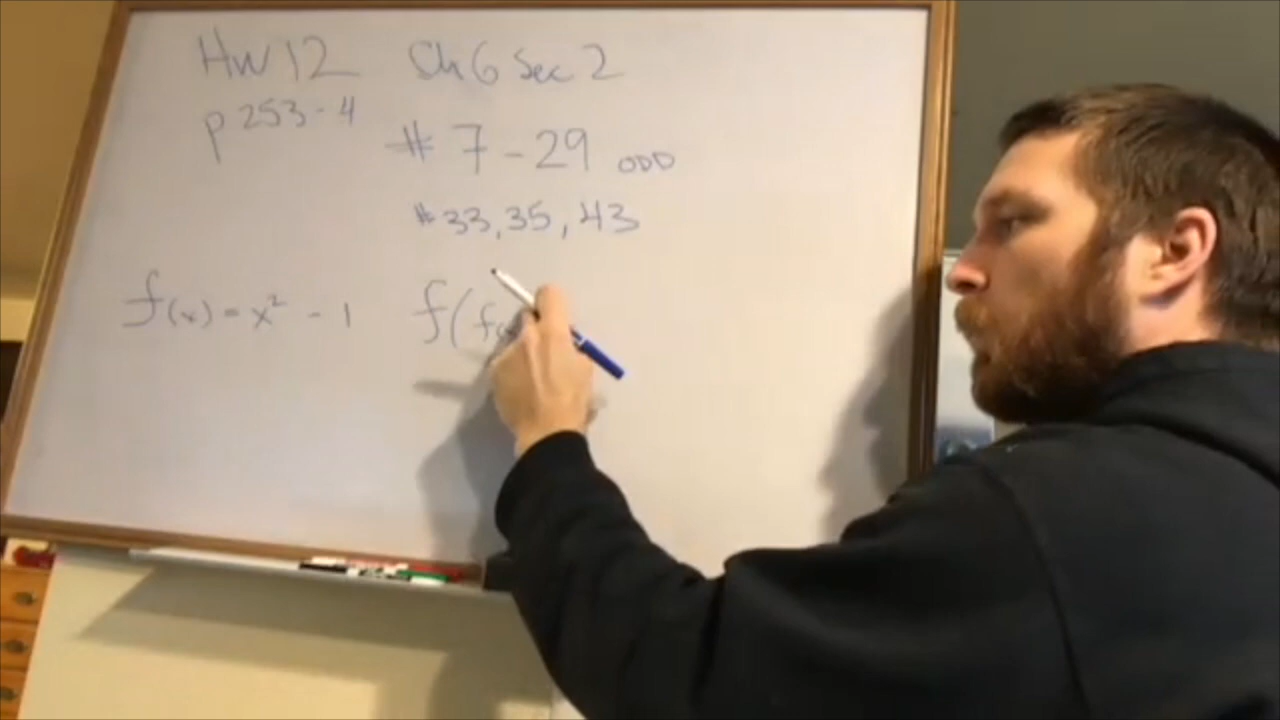 HW 12 Ch 6 Sec 2
p 253-4
# 7-29 ODD
# 33, 35, 43
f(x) = x² - 1 f(f(x